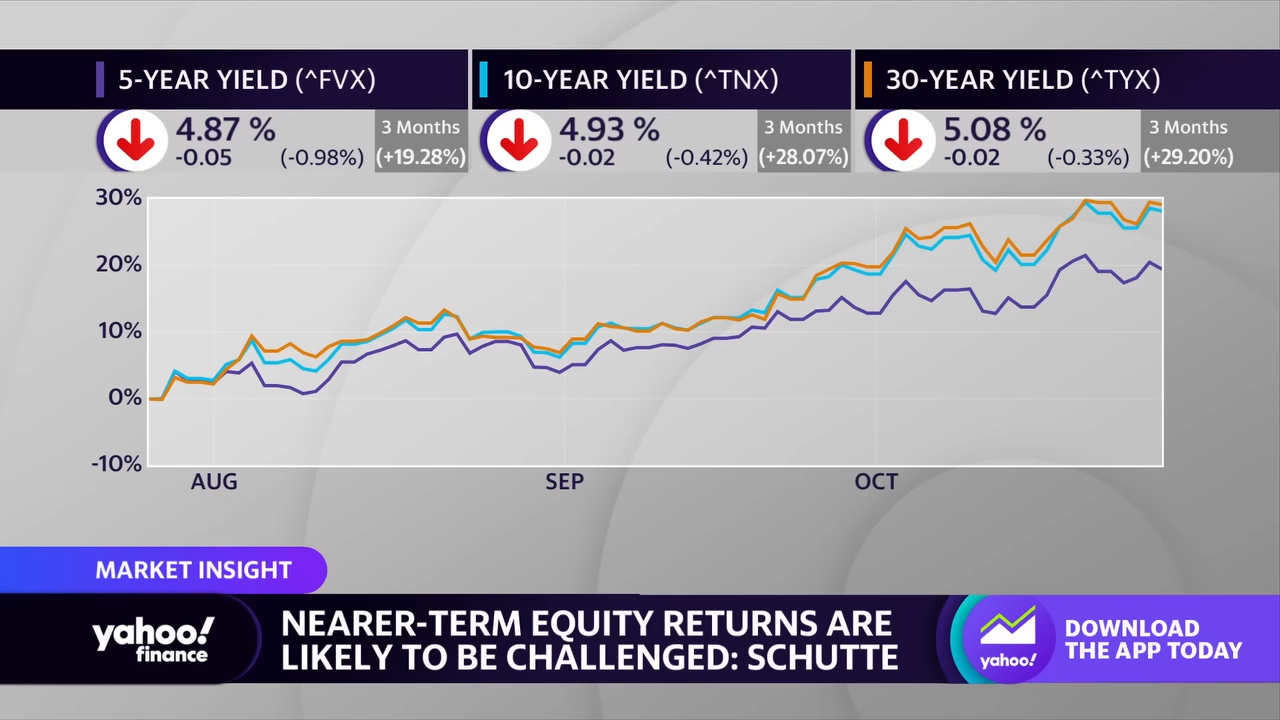 5-YEAR YIELD (^FVX)
4.87 %
-0.05 (-0.98%)
3 Months
(+19.28%)
10-YEAR YIELD (^TNX)
4.93 %
-0.02 (-0.42%)
3 Months
(+28.07%)
30-YEAR YIELD (^TYX)
5.08 %
-0.02 (-0.33%)
3 Months
(+29.20%)
30%
20%
10%
0%
-10%
AUG SEP OCT
MARKET INSIGHT
yahoo!
finance
NEARER-TERM EQUITY RETURNS ARE
LIKELY TO BE CHALLENGED: SCHUTTE
yahoo!
DOWNLOAD
THE APP TODAY